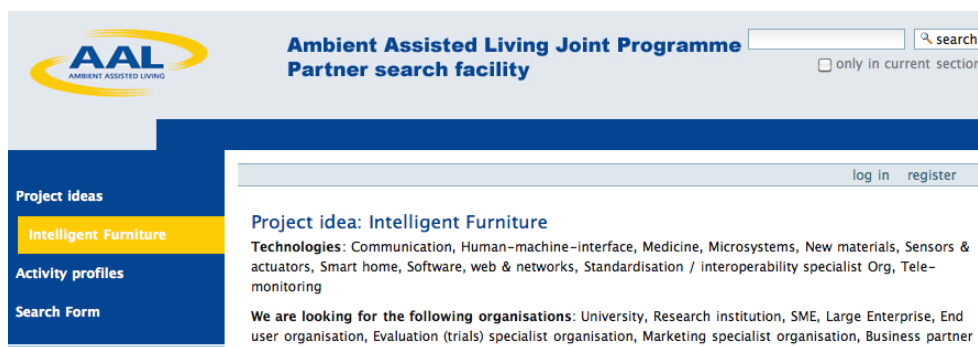 AAL
AMBIENT ASSISTED LIVING
Ambient Assisted Living Joint Programme
Partner search facility
search
only in current section
log in register
Project ideas
Intelligent Furniture
Activity profiles
Search Form
Project idea: Intelligent Furniture
Technologies: Communication, Human-machine-interface, Medicine, Microsystems, New materials, Sensors &
actuators, Smart home, Software, web & networks, Standardisation / interoperability specialist Org, Tele-
monitoring
We are looking for the following organisations: University, Research institution, SME, Large Enterprise, End
user organisation, Evaluation (trials) specialist organisation, Marketing specialist organisation, Business partner